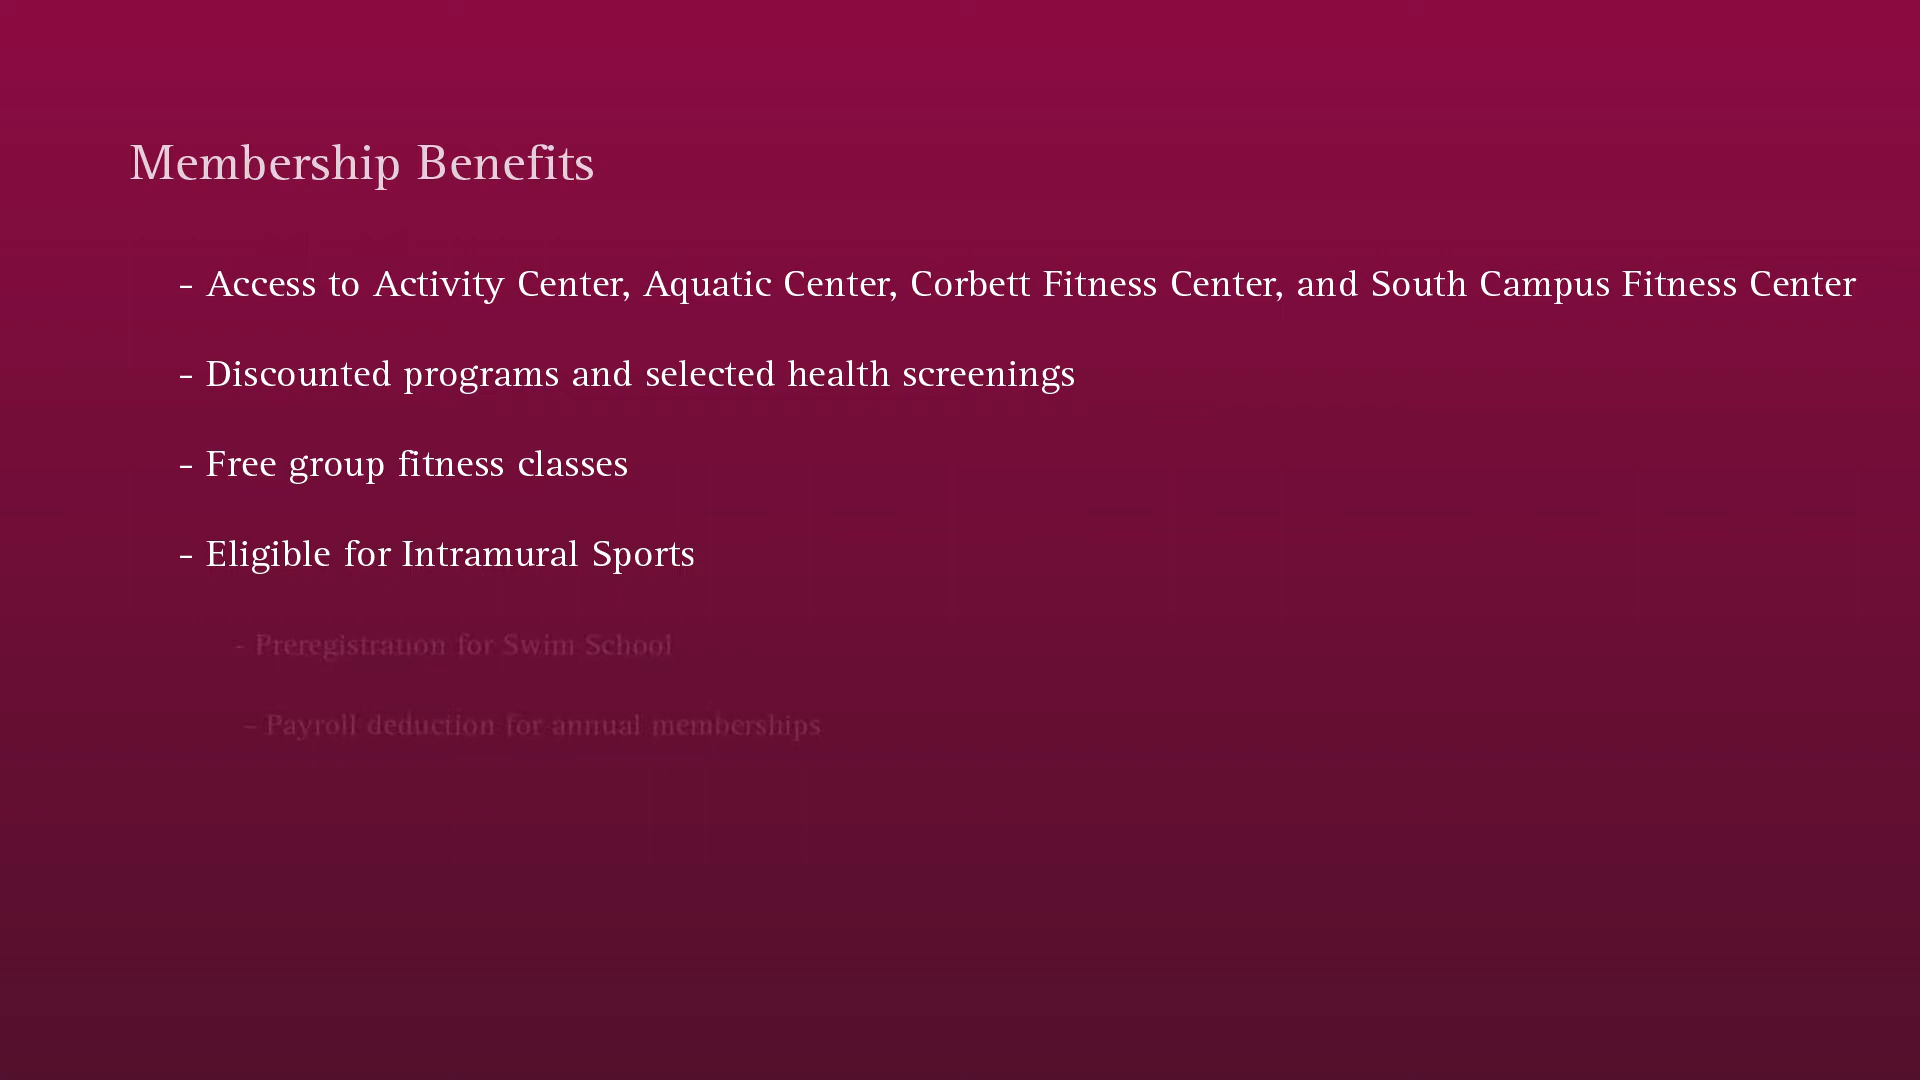 Membership Benefits
- Access to Activity Center, Aquatic Center, Corbett Fitness Center, and South Campus Fitness Center
- Discounted programs and selected health screenings
- Free group fitness classes
- Eligible for Intramural Sports
- Preregistration for Swim School
- Payroll deduction for annual memberships